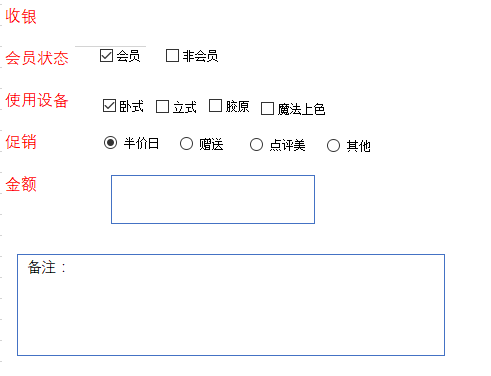 收银
会员状态 会员 非会员
使用设备 卧式 立式 胶原 魔法上色
促销 半价日 赠送 点评美 其他
金额
备注：